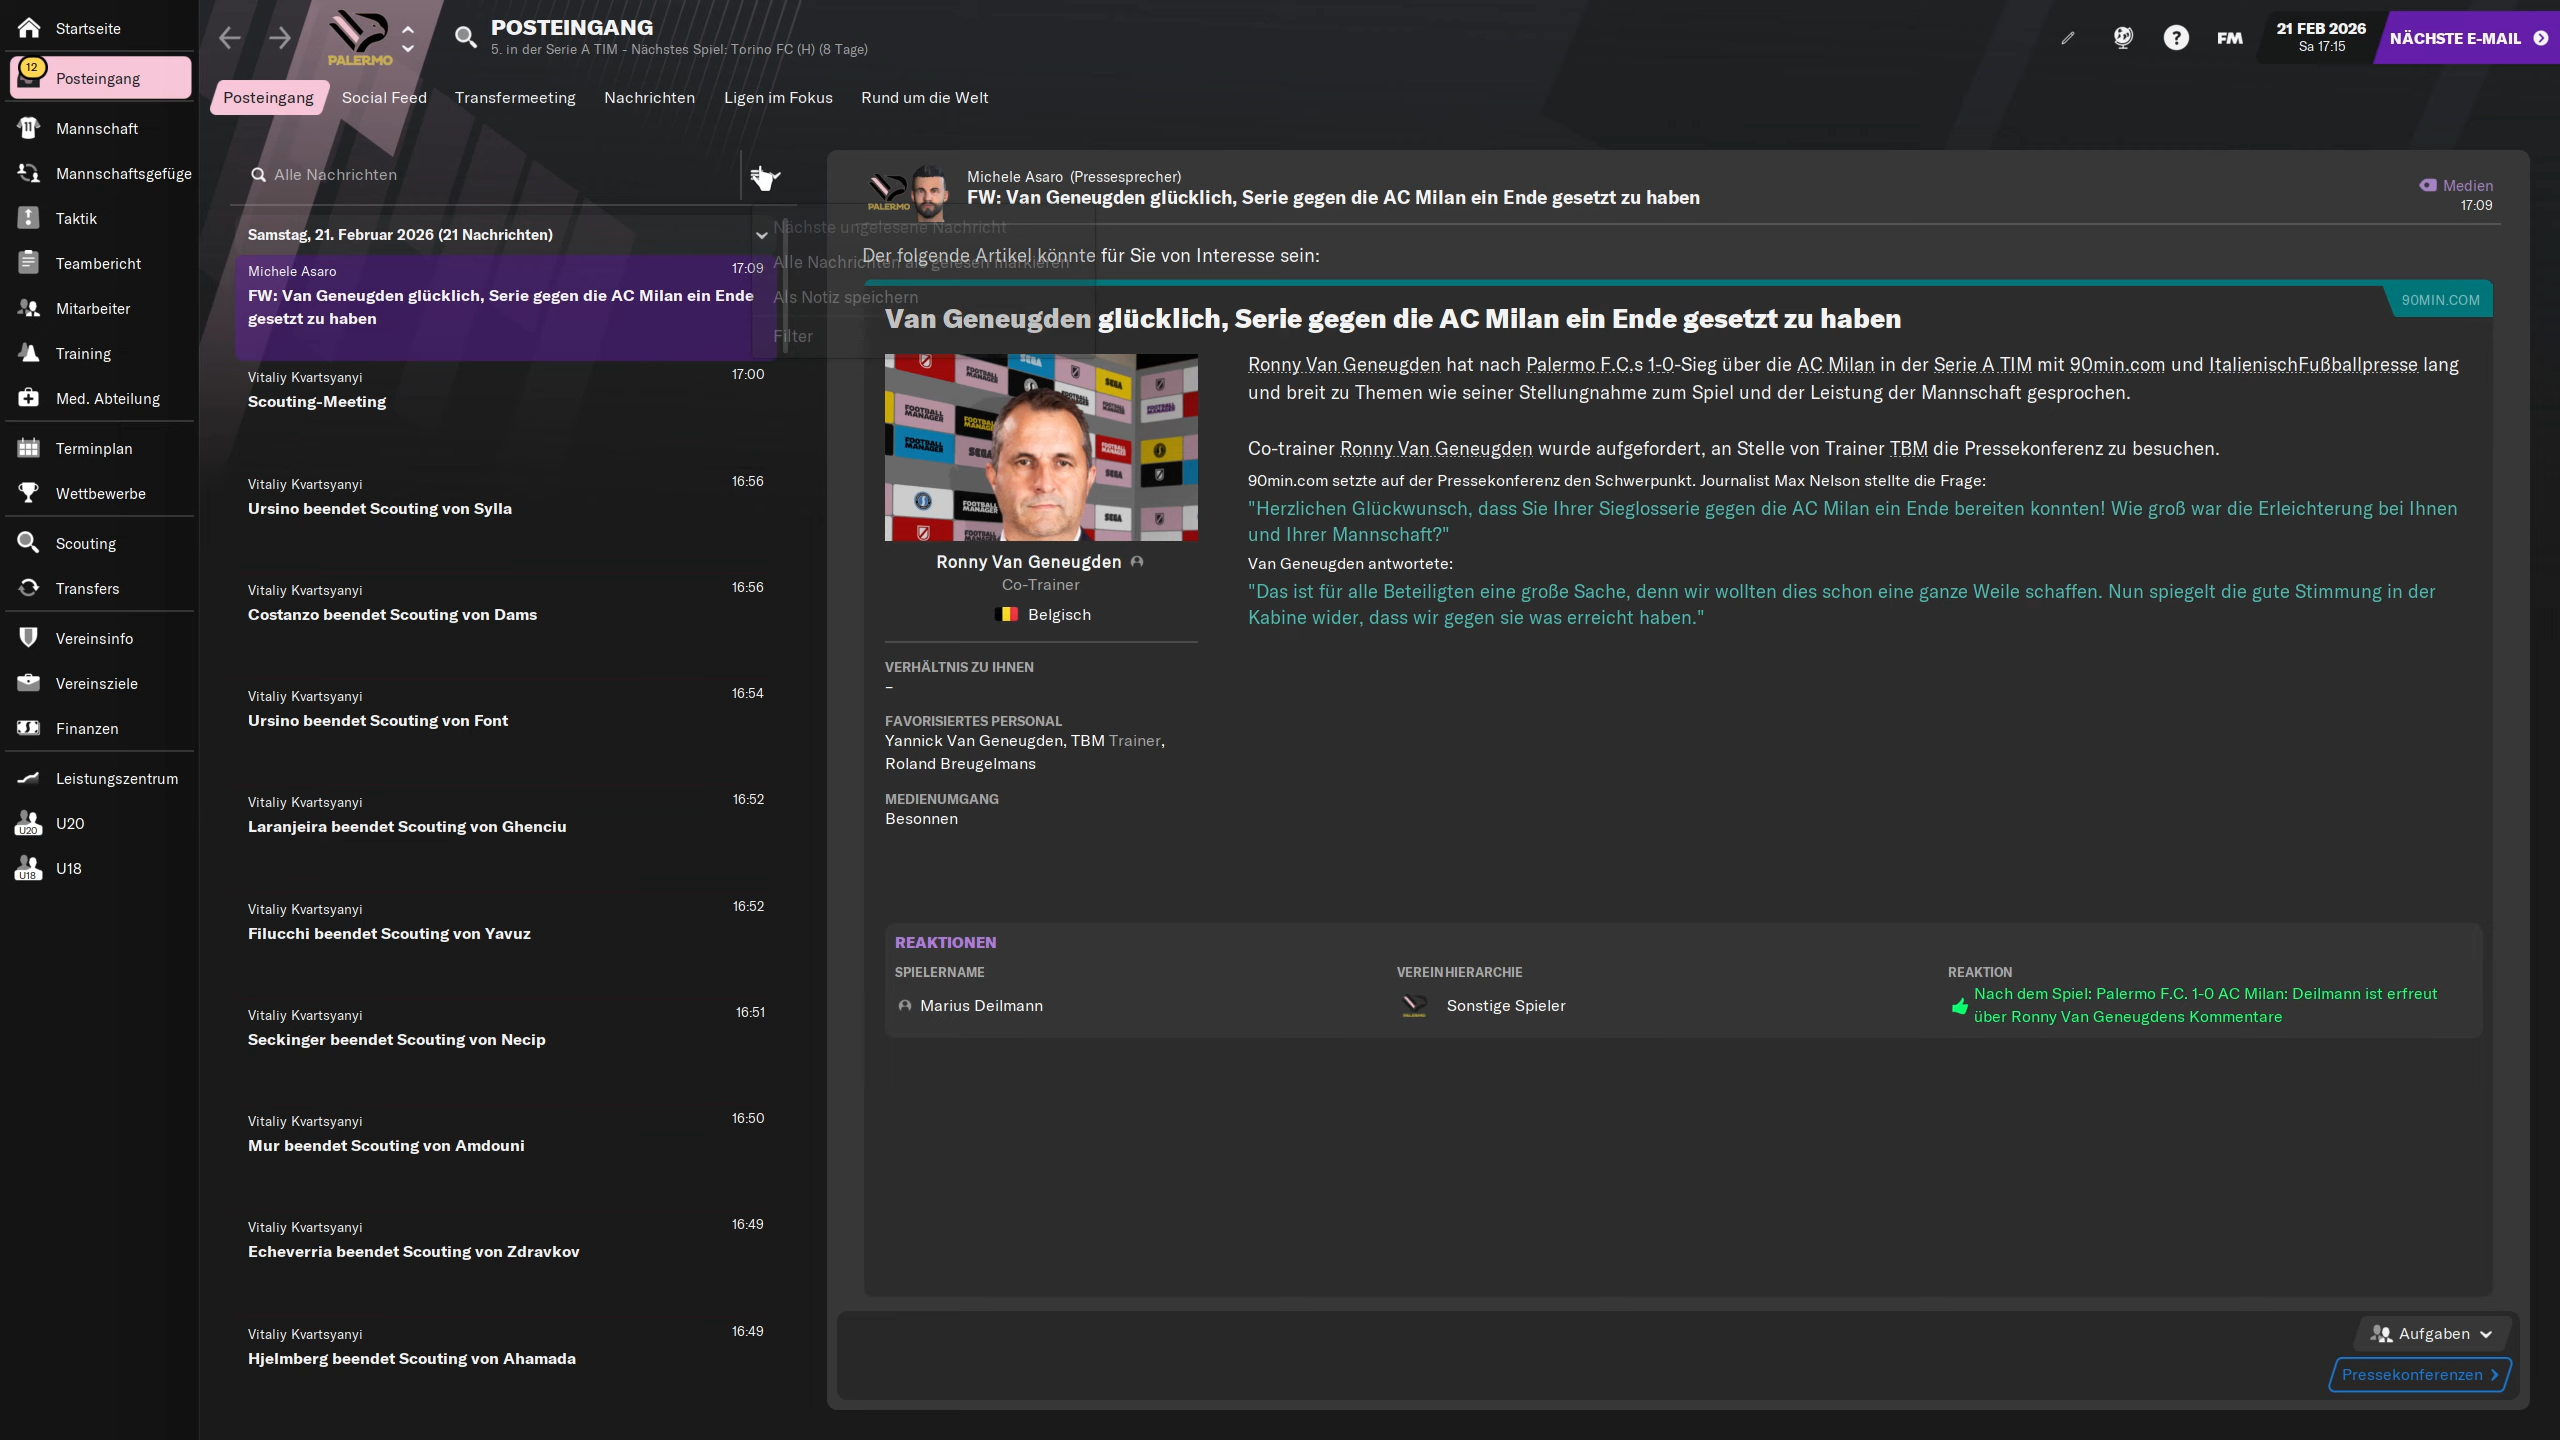 Startseite
12
Posteingang
Mannschaft
Mannschaftsgefüge
Taktik
Teambericht
Mitarbeiter
Training
Med. Abteilung
Terminplan
Wettbewerbe
Scouting
Transfers
Vereinsinfo
Vereinsziele
Finanzen
Leistungszentrum
U20
U20
U18
U18
PALERMO
POSTEINGANG
5. in der Serie A TIM - Nächstes Spiel: Torino FC (H) (8 Tage)
FM
21 FEB 2026
Sa 17:15
NÄCHSTE E-MAIL
Posteingang
Social Feed
Transfermeeting
Nachrichten
Ligen im Fokus
Rund um die Welt
Alle Nachrichten
Samstag, 21. Februar 2026 (21 Nachrichten)
Michele Asaro
17:09
FW: Van Geneugden glücklich, Serie gegen die AC Milan ein Ende
gesetzt zu haben
Vitaliy Kvartsyanyi
17:00
Scouting-Meeting
Vitaliy Kvartsyanyi
16:56
Ursino beendet Scouting von Sylla
Vitaliy Kvartsyanyi
16:56
Costanzo beendet Scouting von Dams
Vitaliy Kvartsyanyi
16:54
Ursino beendet Scouting von Font
Vitaliy Kvartsyanyi
16:52
Laranjeira beendet Scouting von Ghenciu
Vitaliy Kvartsyanyi
16:52
Filucchi beendet Scouting von Yavuz
Vitaliy Kvartsyanyi
16:51
Seckinger beendet Scouting von Necip
Vitaliy Kvartsyanyi
16:50
Mur beendet Scouting von Amdouni
Vitaliy Kvartsyanyi
16:49
Echeverria beendet Scouting von Zdravkov
Vitaliy Kvartsyanyi
16:49
Hjelmberg beendet Scouting von Ahamada
Nächste ungelesene Nachricht
Alle Nachrichten als gelesen markieren
Als Notiz speichern
Filter
PALERMO
Michele Asaro (Pressesprecher)
FW: Van Geneugden glücklich, Serie gegen die AC Milan ein Ende gesetzt zu haben
Medien
17:09
Der folgende Artikel könnte für Sie von Interesse sein:
90MIN.COM
Van Geneugden glücklich, Serie gegen die AC Milan ein Ende gesetzt zu haben
Ronny Van Geneugden hat nach Palermo F.C.s 1-0-Sieg über die AC Milan in der Serie A TIM mit 90min.com und ItalienischFußballpresse lang
und breit zu Themen wie seiner Stellungnahme zum Spiel und der Leistung der Mannschaft gesprochen.
Co-trainer Ronny Van Geneugden wurde aufgefordert, an Stelle von Trainer TBM die Pressekonferenz zu besuchen.
90min.com setzte auf der Pressekonferenz den Schwerpunkt. Journalist Max Nelson stellte die Frage:
"Herzlichen Glückwunsch, dass Sie Ihrer Sieglosserie gegen die AC Milan ein Ende bereiten konnten! Wie groß war die Erleichterung bei Ihnen
und Ihrer Mannschaft?"
Van Geneugden antwortete:
"Das ist für alle Beteiligten eine große Sache, denn wir wollten dies schon eine ganze Weile schaffen. Nun spiegelt die gute Stimmung in der
Kabine wider, dass wir gegen sie was erreicht haben."
Ronny Van Geneugden
Co-Trainer
Belgisch
VERHÄLTNIS ZU IHNEN
–
FAVORISIERTES PERSONAL
Yannick Van Geneugden, TBM Trainer,
Roland Breugelmans
MEDIENUMGANG
Besonnen
REAKTIONEN
SPIELERNAME
VEREINHIERARCHIE
REAKTION
Marius Deilmann
Sonstige Spieler
Nach dem Spiel: Palermo F.C. 1-0 AC Milan: Deilmann ist erfreut
über Ronny Van Geneugdens Kommentare
Aufgaben
Pressekonferenzen